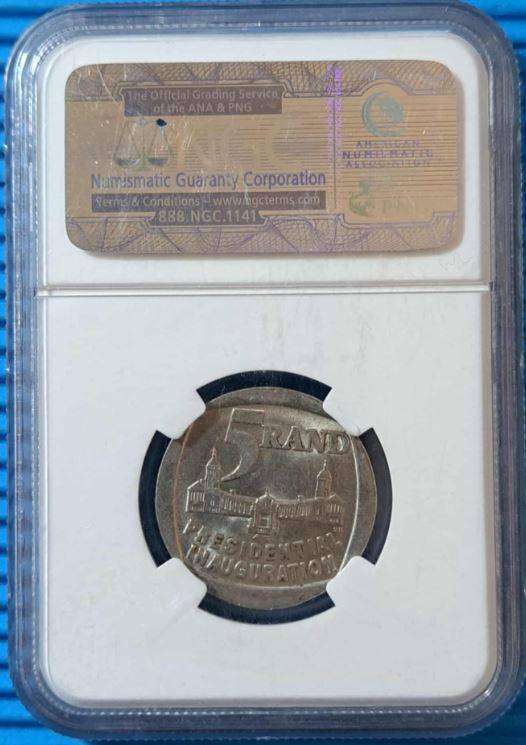 The Official Grading Service
of the ANA & PNG
NGC
AMERICAN
NUMISMATIC
ASSOCIATION
Numismatic Guaranty Corporation
Terms & Conditions – www.ngcterms.com
888.NGC.1141
5 RAND
PRESIDENTIAL
INAUGURATION